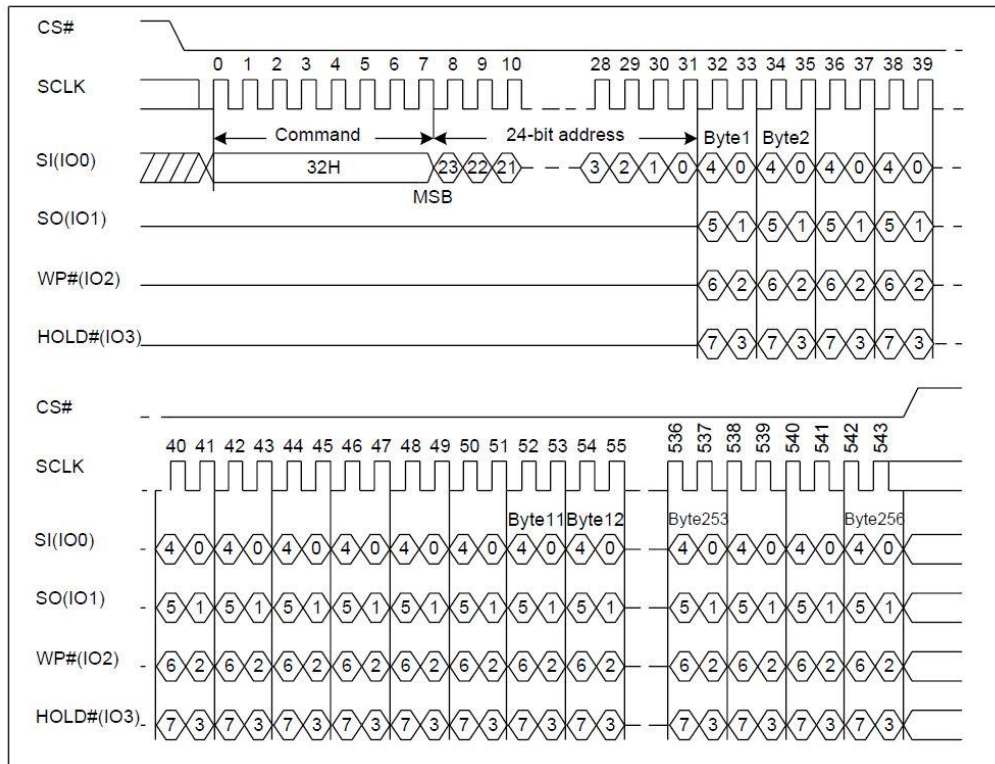 CS#
0 1 2 3 4 5 6 7 8 9 10 28 29 30 31 32 33 34 35 36 37 38 39
SCLK
Command 24-bit address Byte1 Byte2
SI(IO0) 32H 23 22 21 3 2 1 0 4 0 4 0 4 0 4 0
MSB
SO(IO1) 5 1 5 1 5 1 5 1
WP#(IO2) 6 2 6 2 6 2 6 2
HOLD#(IO3) 7 3 7 3 7 3 7 3
CS#
40 41 42 43 44 45 46 47 48 49 50 51 52 53 54 55 536 537 538 539 540 541 542 543
SCLK
Byte11 Byte12 Byte253 Byte256
SI(IO0) 4 0 4 0 4 0 4 0 4 0 4 0 4 0 4 0 4 0 4 0 4 0 4 0
SO(IO1) 5 1 5 1 5 1 5 1 5 1 5 1 5 1 5 1 5 1 5 1 5 1 5 1
WP#(IO2) 6 2 6 2 6 2 6 2 6 2 6 2 6 2 6 2 6 2 6 2 6 2 6 2
HOLD#(IO3) 7 3 7 3 7 3 7 3 7 3 7 3 7 3 7 3 7 3 7 3 7 3 7 3